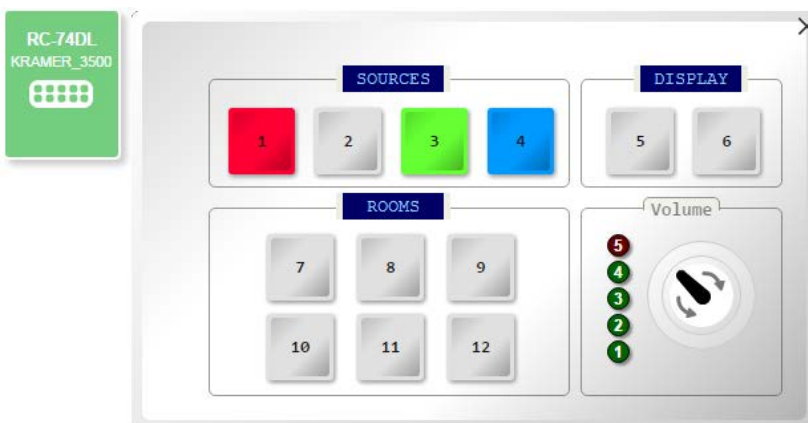 RC-74DL
KRAMER_3500
SOURCES
1 2 3 4
DISPLAY
5 6
ROOMS
7 8 9
10 11 12
Volume
5
4
3
2
1